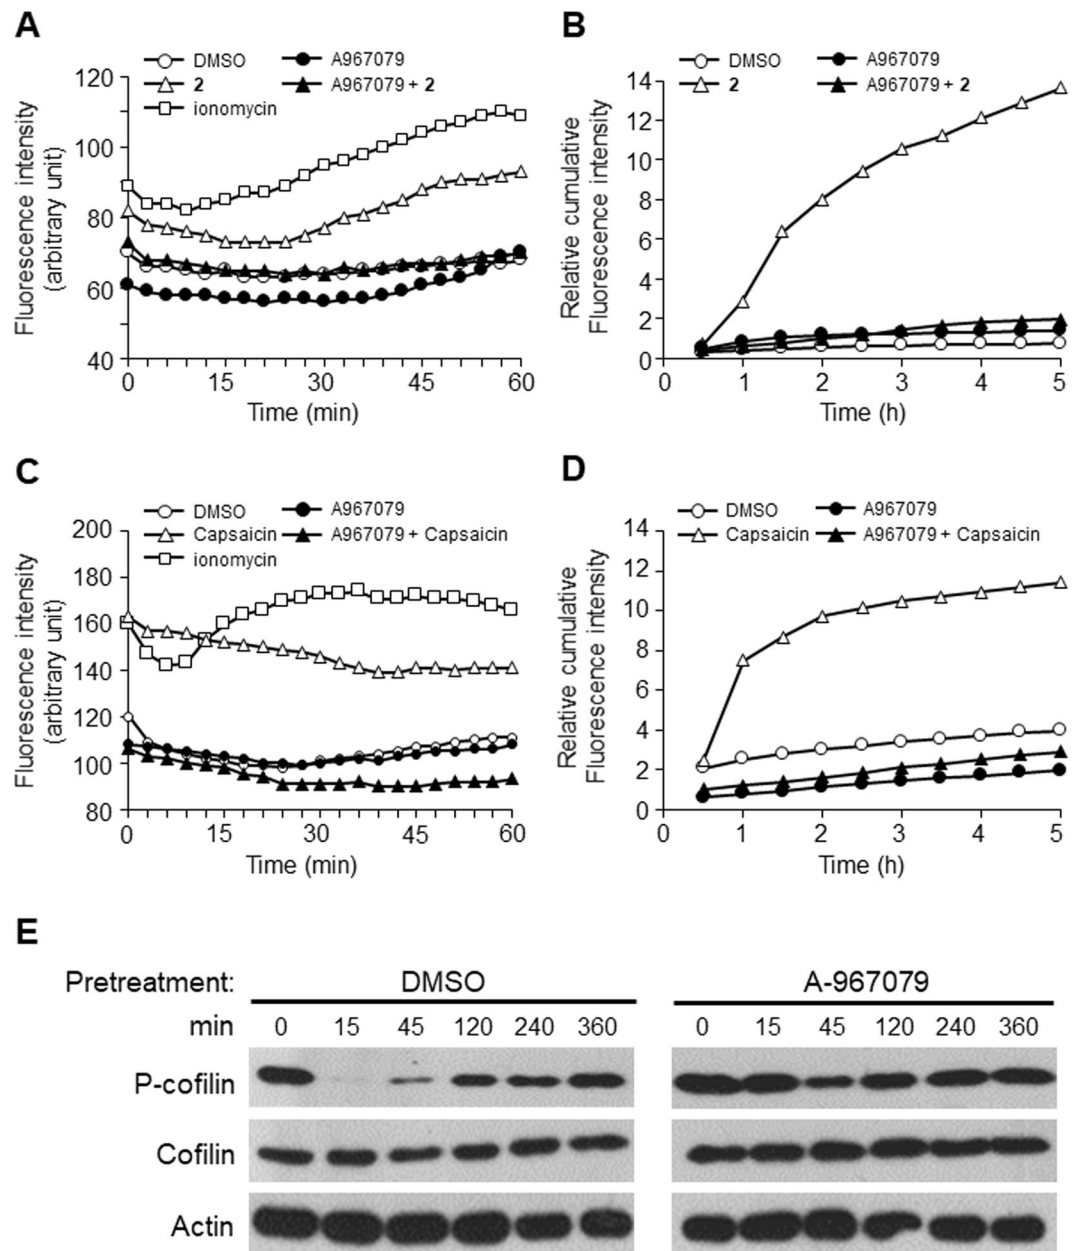 A
DMSO A967079
2 A967079 + 2
ionomycin
Fluorescence intensity
(arbitrary unit)
120
100
80
60
40
0 15 30 45 60
Time (min)
B
DMSO A967079
2 A967079 + 2
Relative cumulative
Fluorescence intensity
14
12
10
8
6
4
2
0
0 1 2 3 4 5
Time (h)
C
DMSO A967079
Capsaicin A967079 + Capsaicin
ionomycin
Fluorescence intensity
(arbitrary unit)
200
180
160
140
120
100
80
0 15 30 45 60
Time (min)
D
DMSO A967079
Capsaicin A967079 + Capsaicin
Relative cumulative
Fluorescence intensity
14
12
10
8
6
4
2
0
0 1 2 3 4 5
Time (h)
E
Pretreatment: DMSO A-967079
min 0 15 45 120 240 360 0 15 45 120 240 360
P-cofilin
Cofilin
Actin